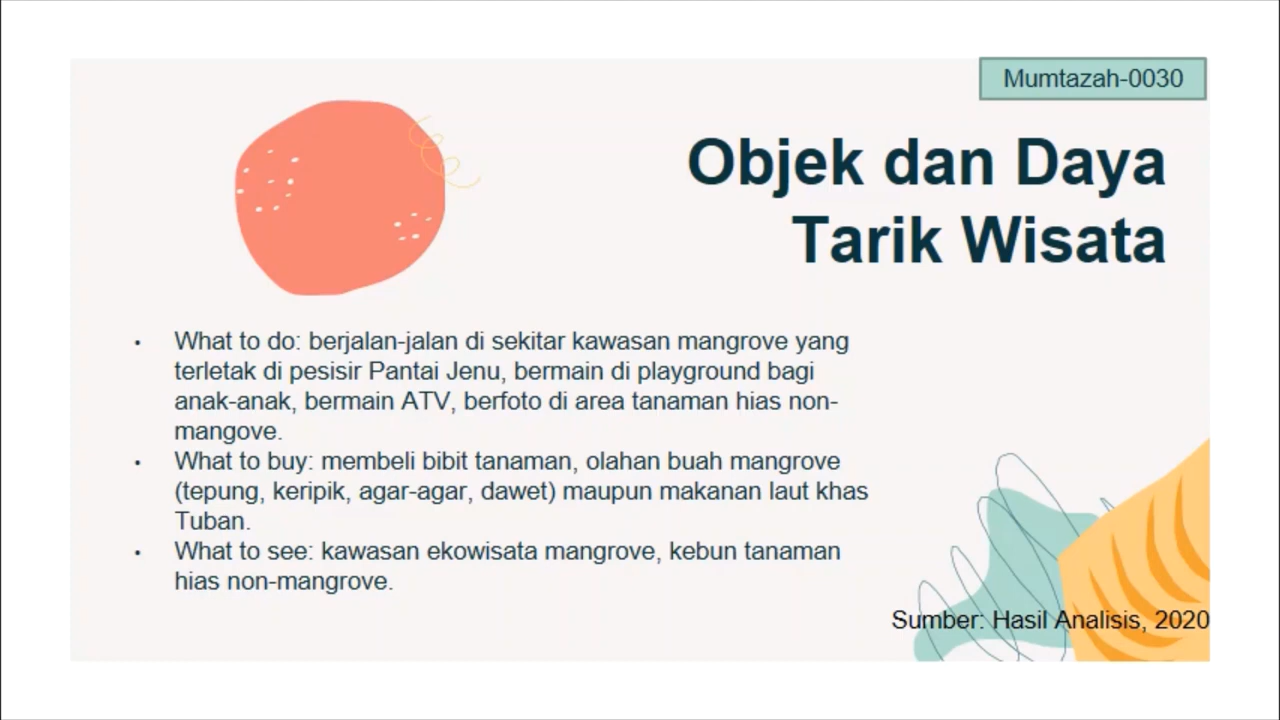 Mumtazah-0030
Objek dan Daya
Tarik Wisata
• What to do: berjalan-jalan di sekitar kawasan mangrove yang
terletak di pesisir Pantai Jenu, bermain di playground bagi
anak-anak, bermain ATV, berfoto di area tanaman hias non-
mangove.
• What to buy: membeli bibit tanaman, olahan buah mangrove
(tepung, keripik, agar-agar, dawet) maupun makanan laut khas
Tuban.
• What to see: kawasan ekowisata mangrove, kebun tanaman
hias non-mangrove.
Sumber: Hasil Analisis, 2020